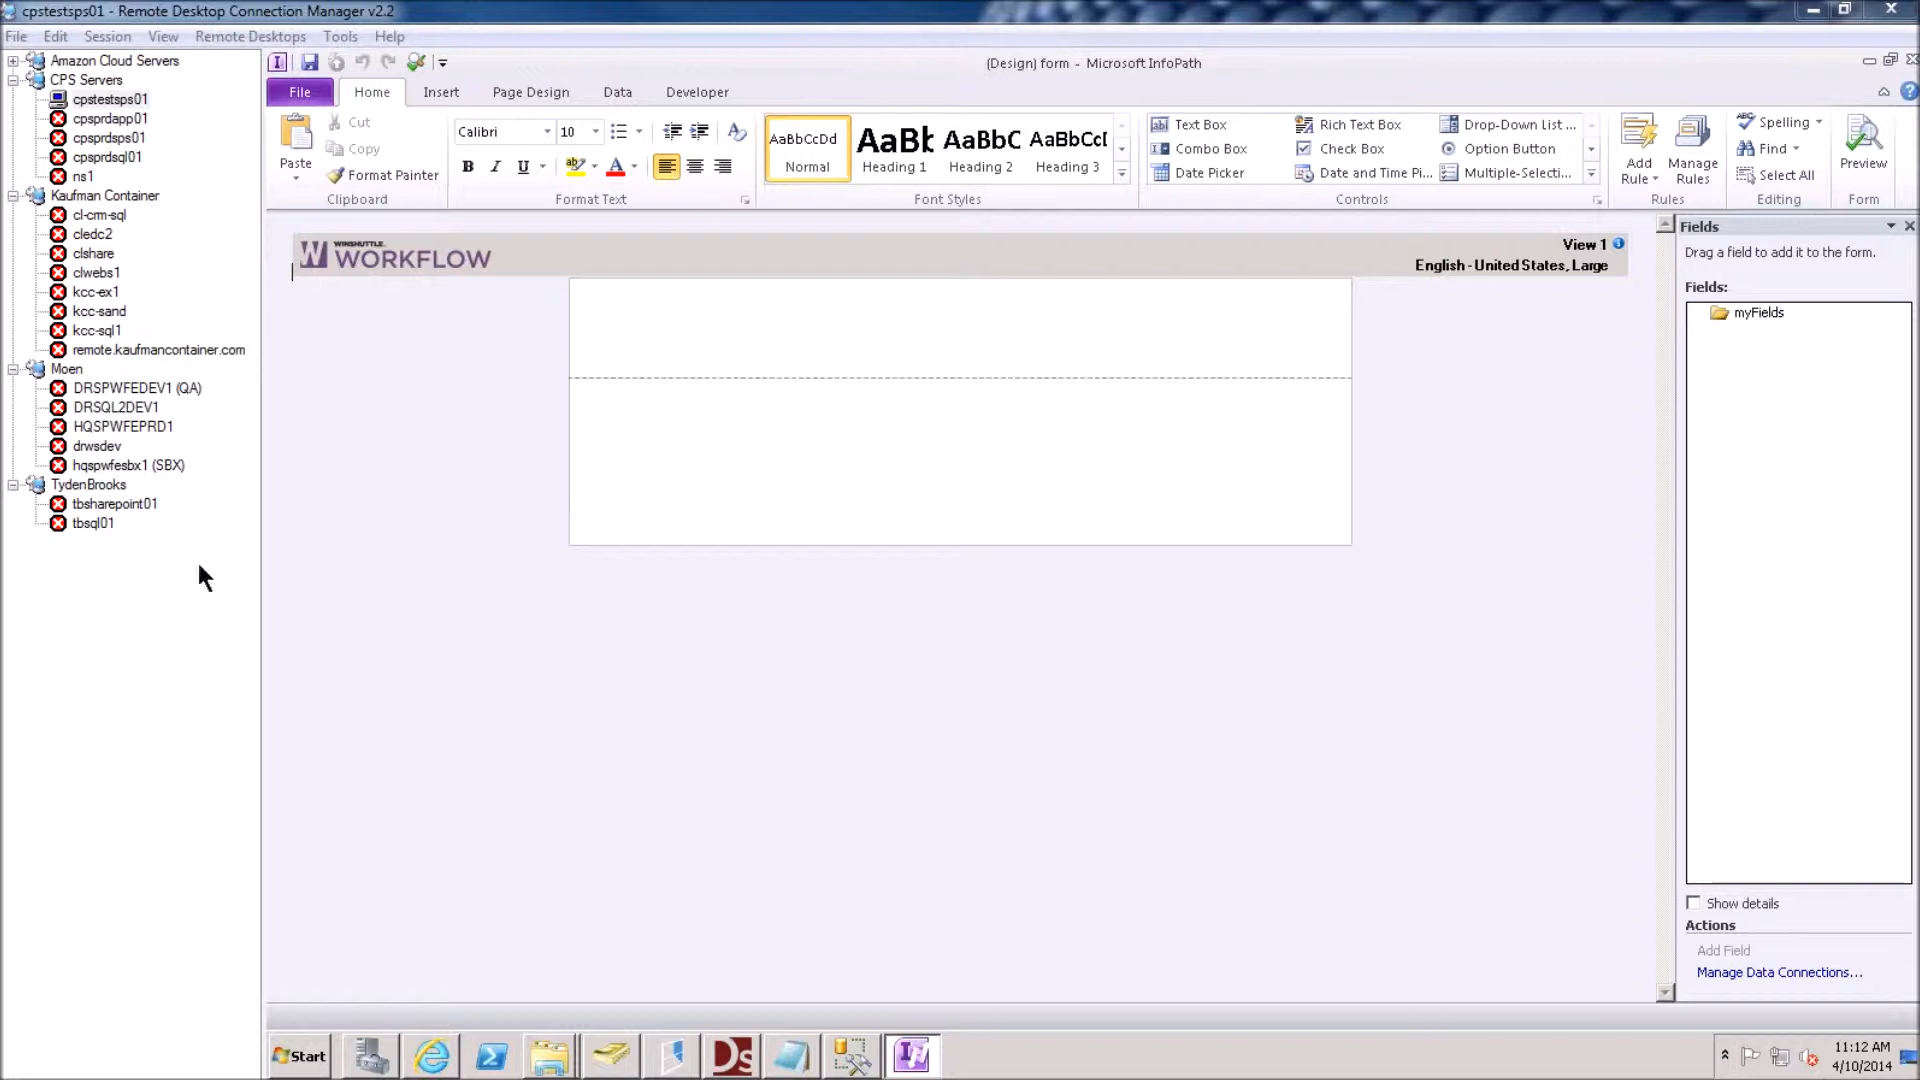 cpstestsps01 - Remote Desktop Connection Manager v2.2
File Edit Session View Remote Desktops Tools Help
Amazon Cloud Servers
CPS Servers
cpstestsps01
cpsprdapp01
cpsprdsps01
cpsprdsql01
ns1
Kaufman Container
cl-crm-sql
cledc2
clshare
clwebs1
kcc-ex1
kcc-sand
kcc-sql1
remote.kaufmancontainer.com
Moen
DRSPWFEDEV1 (QA)
DRSQL2DEV1
HQSPWFEPRD1
drwsdev
hqspwfesbx1 (SBX)
TydenBrooks
tbsharepoint01
tbsql01
(Design) form - Microsoft InfoPath
File Home Insert Page Design Data Developer
Paste
Cut
Copy
Format Painter
Clipboard
Calibri 10
B I U
Format Text
AaBbCcDd
Normal
AaBb
Heading 1
AaBbC
Heading 2
AaBbCcI
Heading 3
Font Styles
Text Box Rich Text Box Drop-Down List ...
Combo Box Check Box Option Button
Date Picker Date and Time Pi... Multiple-Selecti...
Controls
Add Rule
Manage Rules
Rules
Spelling
Find
Select All
Editing
Preview
Form
WINSHUTTLE.
WORKFLOW
View 1
English - United States, Large
Fields
Drag a field to add it to the form.
Fields:
myFields
Show details
Actions
Add Field
Manage Data Connections...
Start
Ds
11:12 AM
4/10/2014